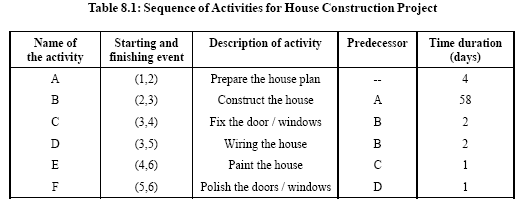 Table 8.1: Sequence of Activities for House Construction Project
Name of the activity Starting and finishing event Description of activity Predecessor Time duration (days)
A (1,2) Prepare the house plan -- 4
B (2,3) Construct the house A 58
C (3,4) Fix the door / windows B 2
D (3,5) Wiring the house B 2
E (4,6) Paint the house C 1
F (5,6) Polish the doors / windows D 1